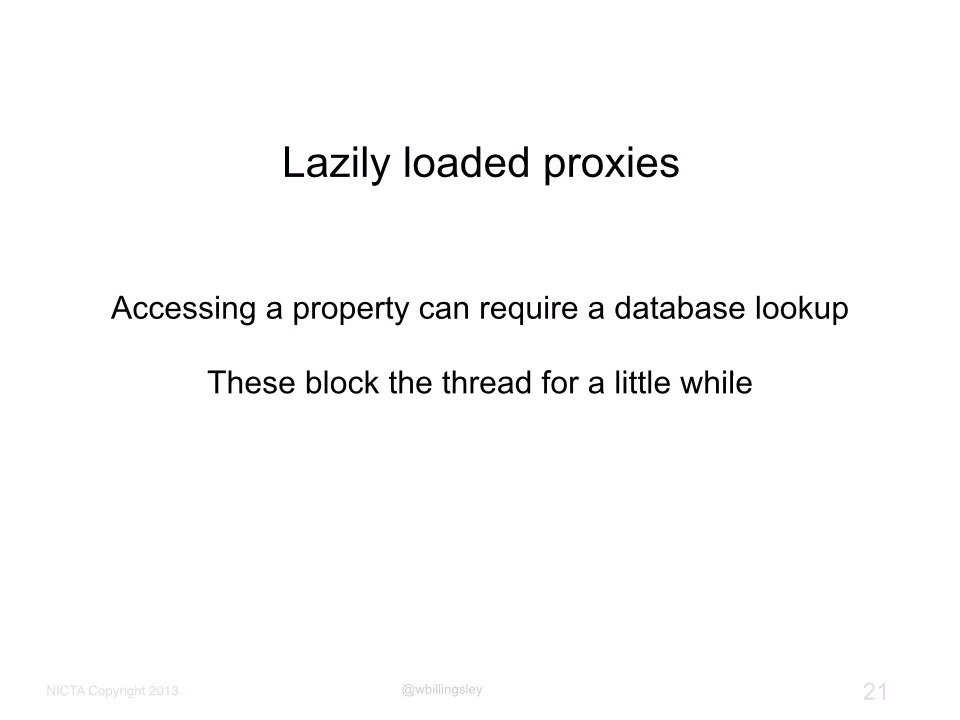 Lazily loaded proxies
Accessing a property can require a database lookup
These block the thread for a little while
NICTA Copyright 2013
@wbillingsley
21